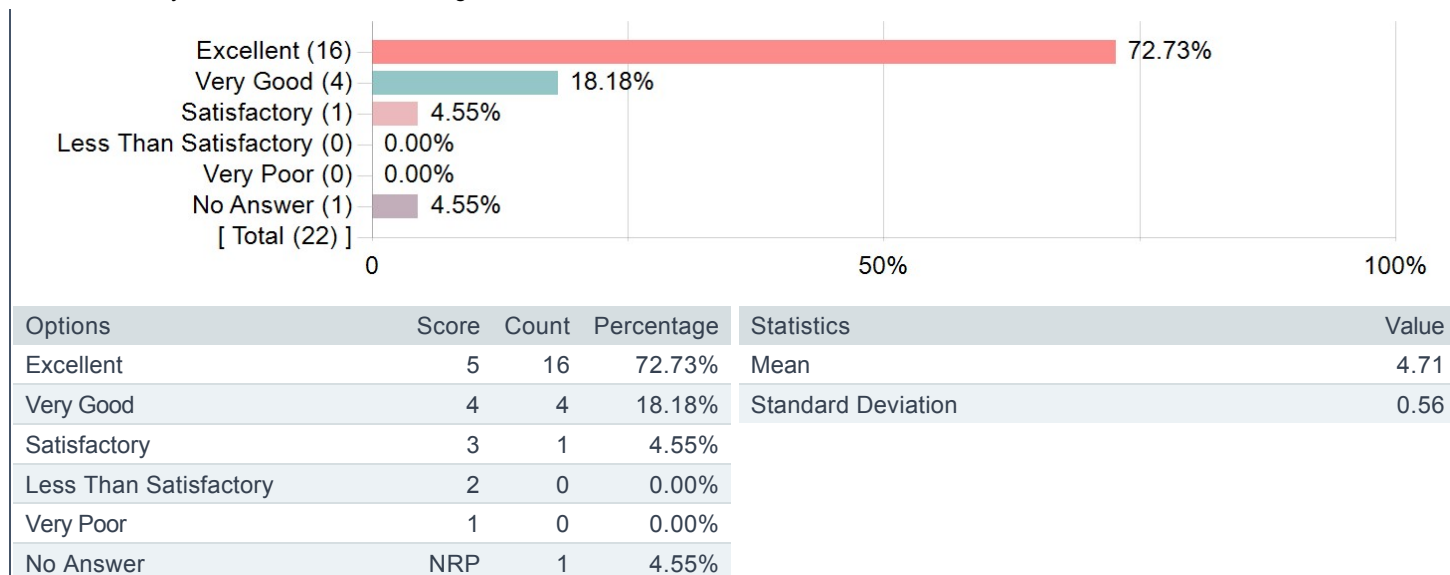 Excellent (16) 72.73%
Very Good (4) 18.18%
Satisfactory (1) 4.55%
Less Than Satisfactory (0) 0.00%
Very Poor (0) 0.00%
No Answer (1) 4.55%
[ Total (22) ]
0 50% 100%
Options Score Count Percentage Statistics Value
Excellent 5 16 72.73% Mean 4.71
Very Good 4 4 18.18% Standard Deviation 0.56
Satisfactory 3 1 4.55%
Less Than Satisfactory 2 0 0.00%
Very Poor 1 0 0.00%
No Answer NRP 1 4.55%